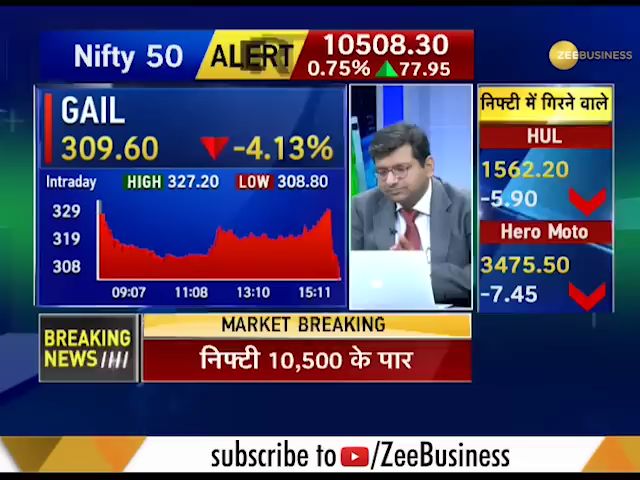 Nifty 50
ALERT
10508.30
0.75% 77.95
ZEEBUSINESS
GAIL
309.60 -4.13%
Intraday HIGH 327.20 LOW 308.80
329
319
308
09:07 11:08 13:10 15:11
निफ्टी में गिरने वाले
HUL
1562.20
-5.90
Hero Moto
3475.50
-7.45
BREAKING
NEWS
MARKET BREAKING
निफ्टी 10,500 के पार
subscribe to /ZeeBusiness